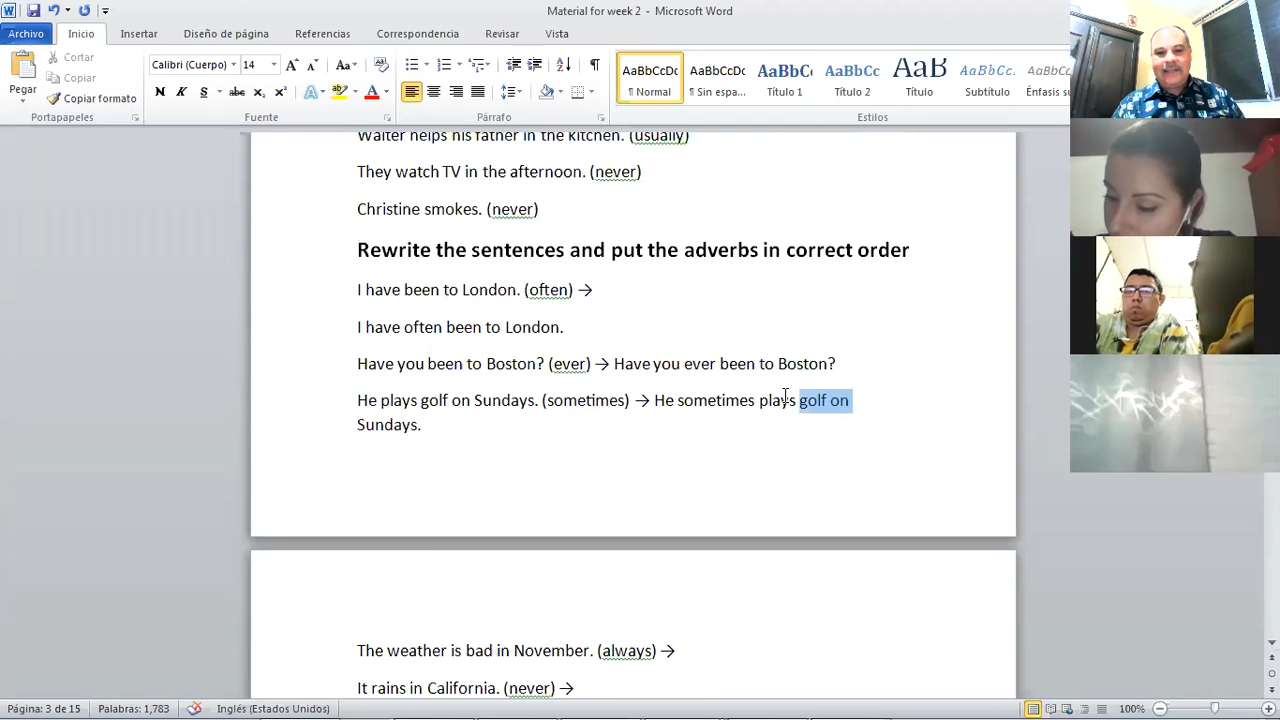 Material for week 2 - Microsoft Word
Archivo Inicio Insertar Diseño de página Referencias Correspondencia Revisar Vista
Pegar
Cortar
Copiar
Copiar formato
Portapapeles
Calibri (Cuerpo) 14
Fuente
Párrafo
AaBbCcDc AaBbCcDc AaBbC AaBbCc AaB AaBbCc. AaBbCc
¶ Normal ¶ Sin espa... Título 1 Título 2 Título Subtítulo Énfasis s
Estilos
Walter helps his father in the kitchen. (usually)
They watch TV in the afternoon. (never)
Christine smokes. (never)
Rewrite the sentences and put the adverbs in correct order
I have been to London. (often) →
I have often been to London.
Have you been to Boston? (ever) → Have you ever been to Boston?
He plays golf on Sundays. (sometimes) → He sometimes plays golf on
Sundays.
The weather is bad in November. (always) →
It rains in California. (never) →
Página: 3 de 15 Palabras: 1,783 Inglés (Estados Unidos) 100%